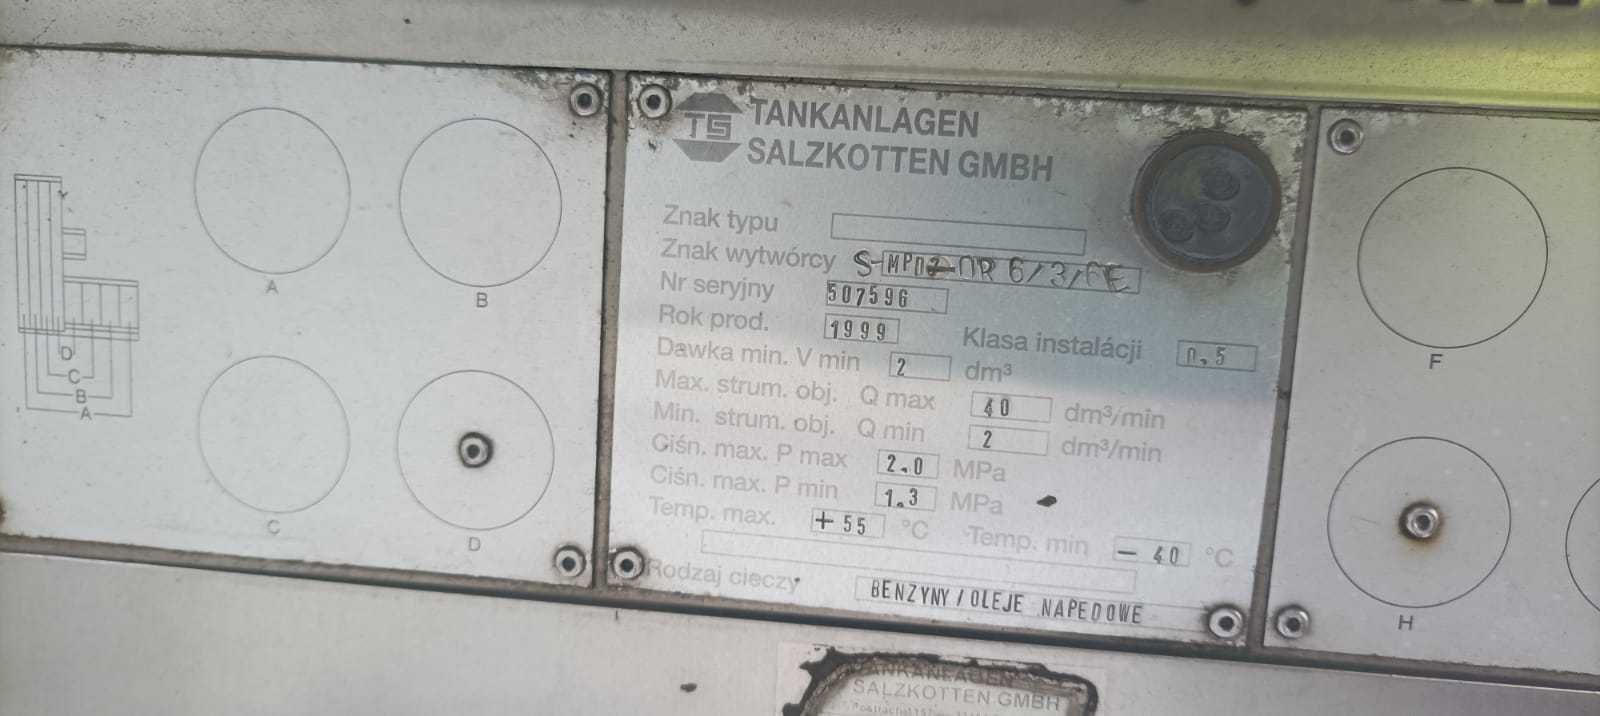 A
B
D
C
B
A
C
D
TS
TANKANLAGEN
SALZKOTTEN GMBH
Znak typu
Znak wytwórcy
Nr seryjny 507596
Rok prod. 1999 Klasa instalácji 0,5
Dawka min. V min 2 dm³
Max. strum. obj. Q max 40 dm³/min
Min. strum. obj. Q min 2 dm³/min
Ciśn. max. P max 2.0 MPa
Ciśn. max. P min 1.3 MPa
Temp. max. +55 °C Temp. min -40 °C
Rodzaj cieczy BENZYNY/OLEJE NAPEDOWE
F
H
TANKANLAGEN
SALZKOTTEN GMBH